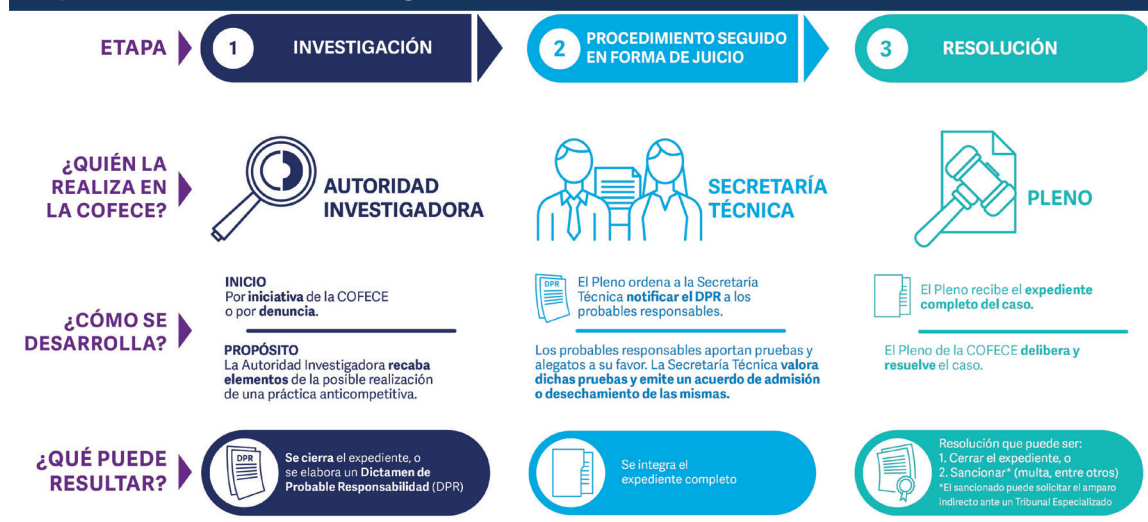 ETAPA
1
INVESTIGACIÓN
2
PROCEDIMIENTO SEGUIDO
EN FORMA DE JUICIO
3
RESOLUCIÓN
¿QUIÉN LA
REALIZA EN
LA COFECE?
AUTORIDAD
INVESTIGADORA
SECRETARÍA
TÉCNICA
PLENO
¿CÓMO SE
DESARROLLA?
INICIO
Por iniciativa de la COFECE
o por denuncia.
PROPÓSITO
La Autoridad Investigadora recaba
elementos de la posible realización
de una práctica anticompetitiva.
DPR
El Pleno ordena a la Secretaría
Técnica notificar el DPR a los
probables responsables.
Los probables responsables aportan pruebas y
alegatos a su favor. La Secretaría Técnica valora
dichas pruebas y emite un acuerdo de admisión
o desechamiento de las mismas.
El Pleno recibe el expediente
completo del caso.
El Pleno de la COFECE delibera y
resuelve el caso.
¿QUÉ PUEDE
RESULTAR?
DPR
Se cierra el expediente, o
se elabora un Dictamen de
Probable Responsabilidad (DPR)
Se integra el
expediente completo
Resolución que puede ser:
1. Cerrar el expediente, o
2. Sancionar* (multa, entre otros)
*El sancionado puede solicitar el amparo
indirecto ante un Tribunal Especializado